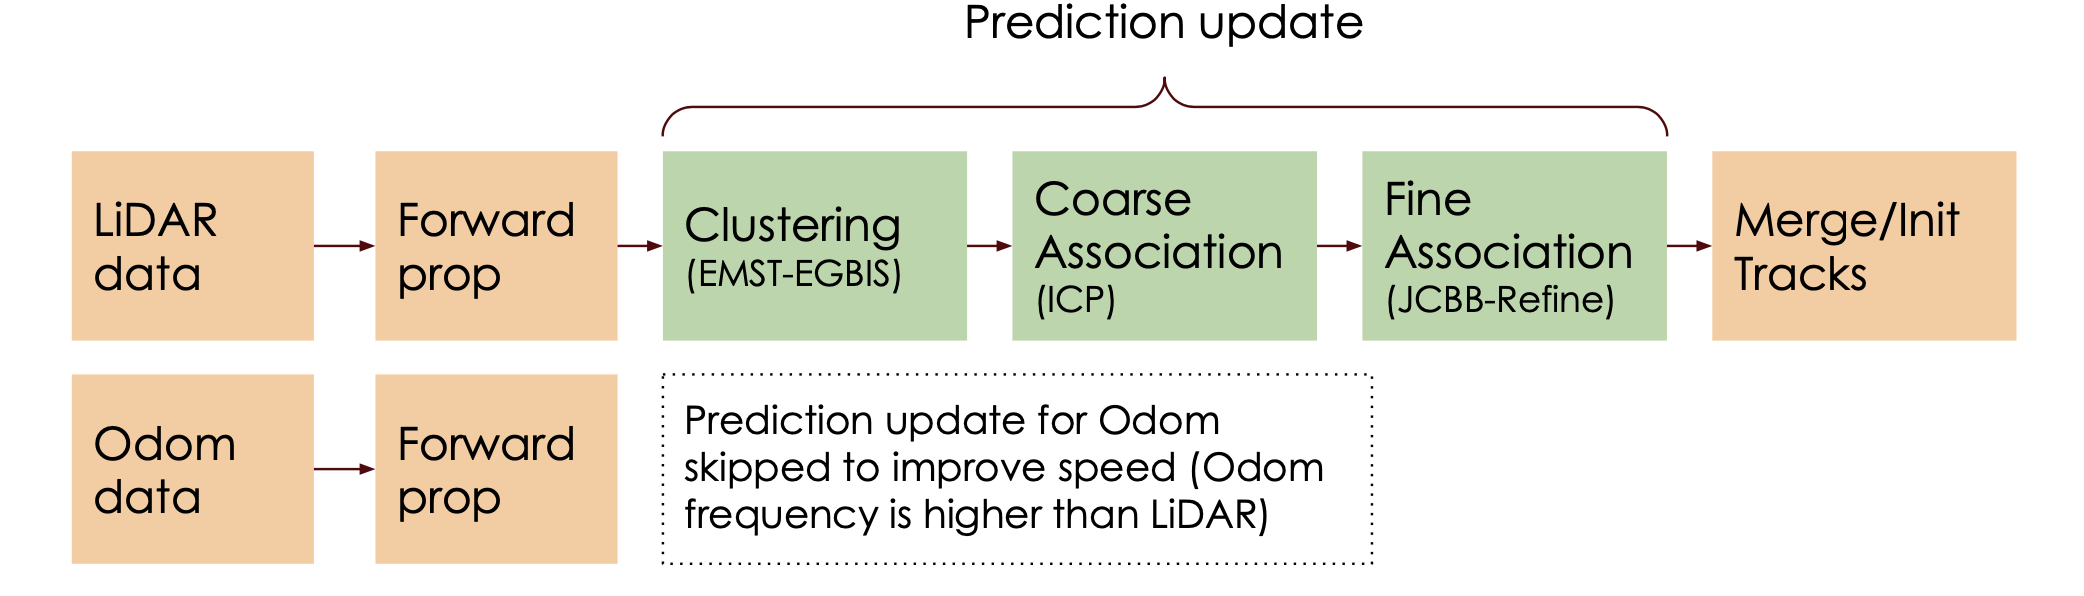 Prediction update
LiDAR
data
Forward
prop
Clustering
(EMST-EGBIS)
Coarse
Association
(ICP)
Fine
Association
(JCBB-Refine)
Merge/Init
Tracks
Odom
data
Forward
prop
Prediction update for Odom
skipped to improve speed (Odom
frequency is higher than LiDAR)